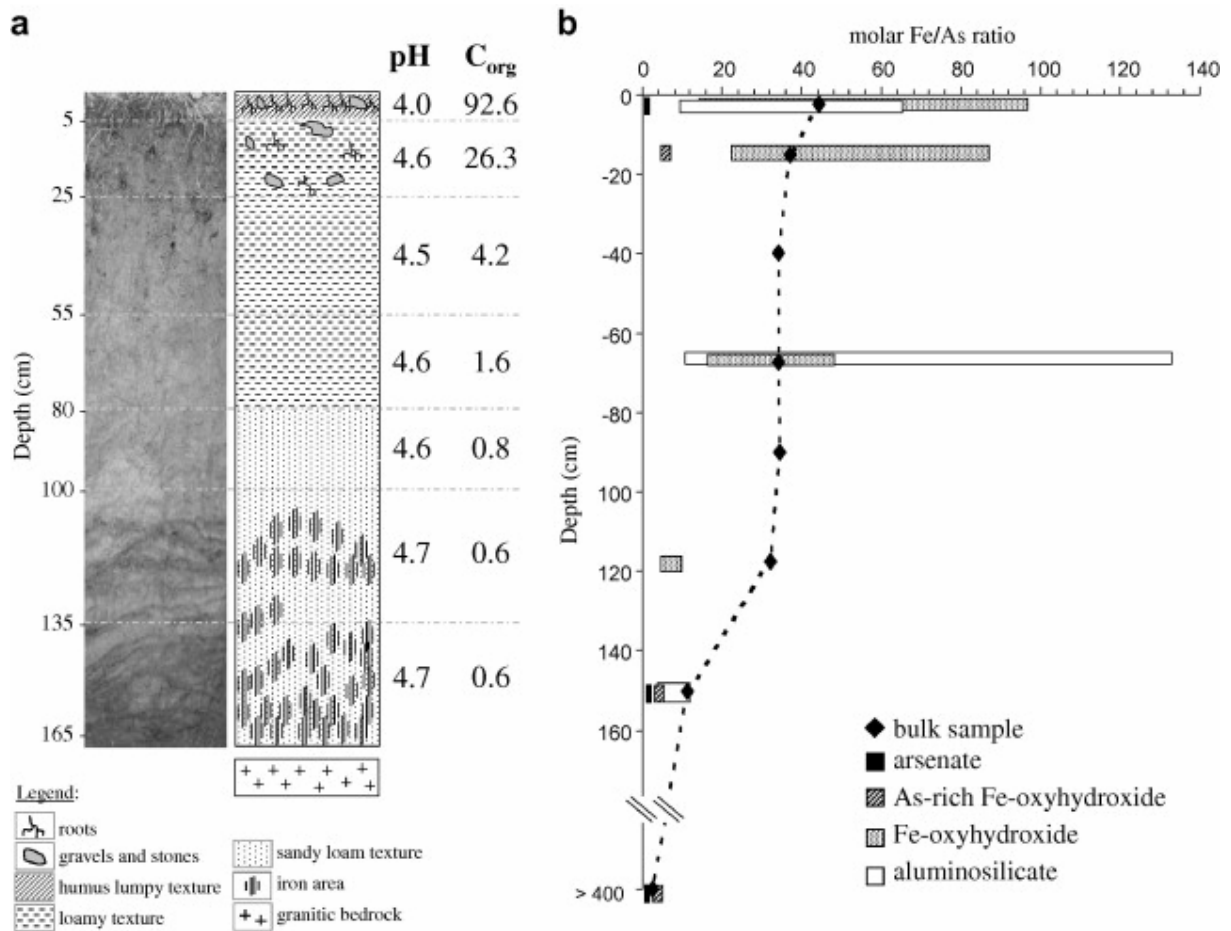 a
pH C_org
4.0 92.6
5
4.6 26.3
25
4.5 4.2
55
4.6 1.6
80
4.6 0.8
100
4.7 0.6
135
4.7 0.6
165
Depth (cm)
Legend:
roots
gravels and stones
humus lumpy texture
loamy texture
sandy loam texture
iron area
granitic bedrock
b
molar Fe/As ratio
0 20 40 60 80 100 120 140
0
-20
-40
-60
-80
100
120
140
160
> 400
Depth (cm)
bulk sample
arsenate
As-rich Fe-oxyhydroxide
Fe-oxyhydroxide
aluminosilicate